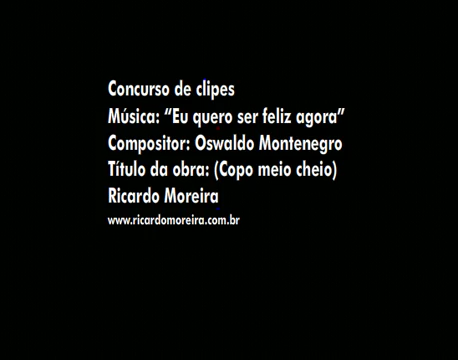 Concurso de clipes
Música: “Eu quero ser feliz agora”
Compositor: Oswaldo Montenegro
Título da obra: (Copo meio cheio)
Ricardo Moreira
www.ricardomoreira.com.br